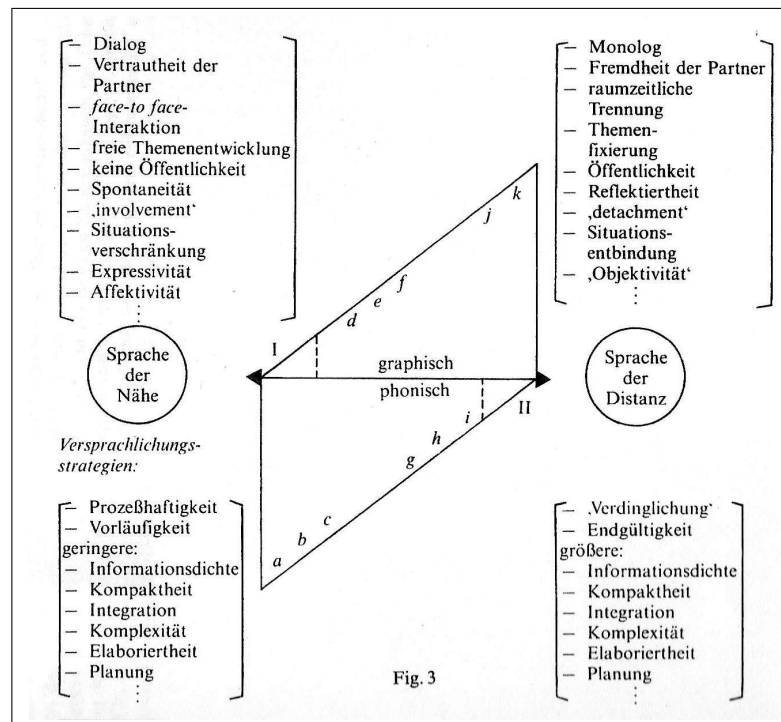 – Dialog
– Vertrautheit der
Partner
– face-to face-
Interaktion
– freie Themenentwicklung
– keine Öffentlichkeit
– Spontaneität
– ‚involvement‘
– Situations-
verschränkung
– Expressivität
– Affektivität
⋮
– Monolog
– Fremdheit der Partner
– raumzeitliche
Trennung
– Themen-
fixierung
– Öffentlichkeit
– Reflektiertheit
– ‚detachment‘
– Situations-
entbindung
– ‚Objektivität‘
⋮
k
j
f
e
d
I
Sprache
der
Nähe
graphisch
phonisch
Sprache
der
Distanz
II
i
h
g
c
b
a
Versprachlichungs-
strategien:
– Prozeßhaftigkeit
– Vorläufigkeit
geringere:
– Informationsdichte
– Kompaktheit
– Integration
– Komplexität
– Elaboriertheit
– Planung
⋮
– ‚Verdinglichung‘
– Endgültigkeit
größere:
– Informationsdichte
– Kompaktheit
– Integration
– Komplexität
– Elaboriertheit
– Planung
⋮
Fig. 3